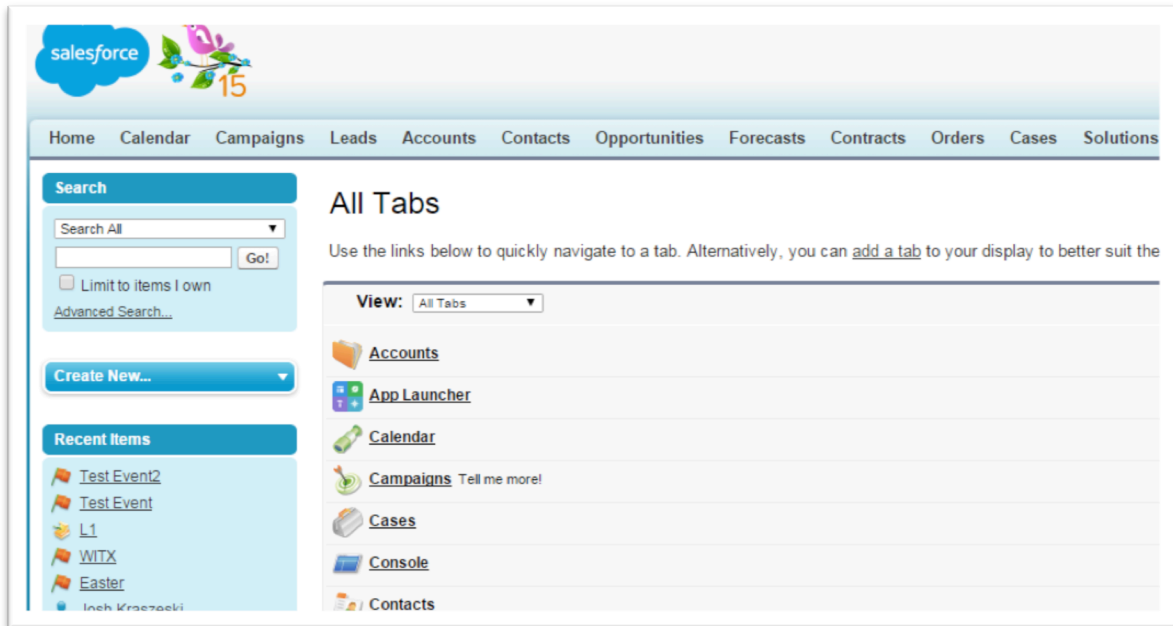 salesforce
15
Home Calendar Campaigns Leads Accounts Contacts Opportunities Forecasts Contracts Orders Cases Solutions
Search
Search All
Go!
Limit to items I own
Advanced Search...
Create New...
Recent Items
Test Event2
Test Event
L1
WITX
Easter
Josh Kraszeski
All Tabs
Use the links below to quickly navigate to a tab. Alternatively, you can add a tab to your display to better suit the
View: All Tabs
Accounts
App Launcher
Calendar
Campaigns Tell me more!
Cases
Console
Contacts